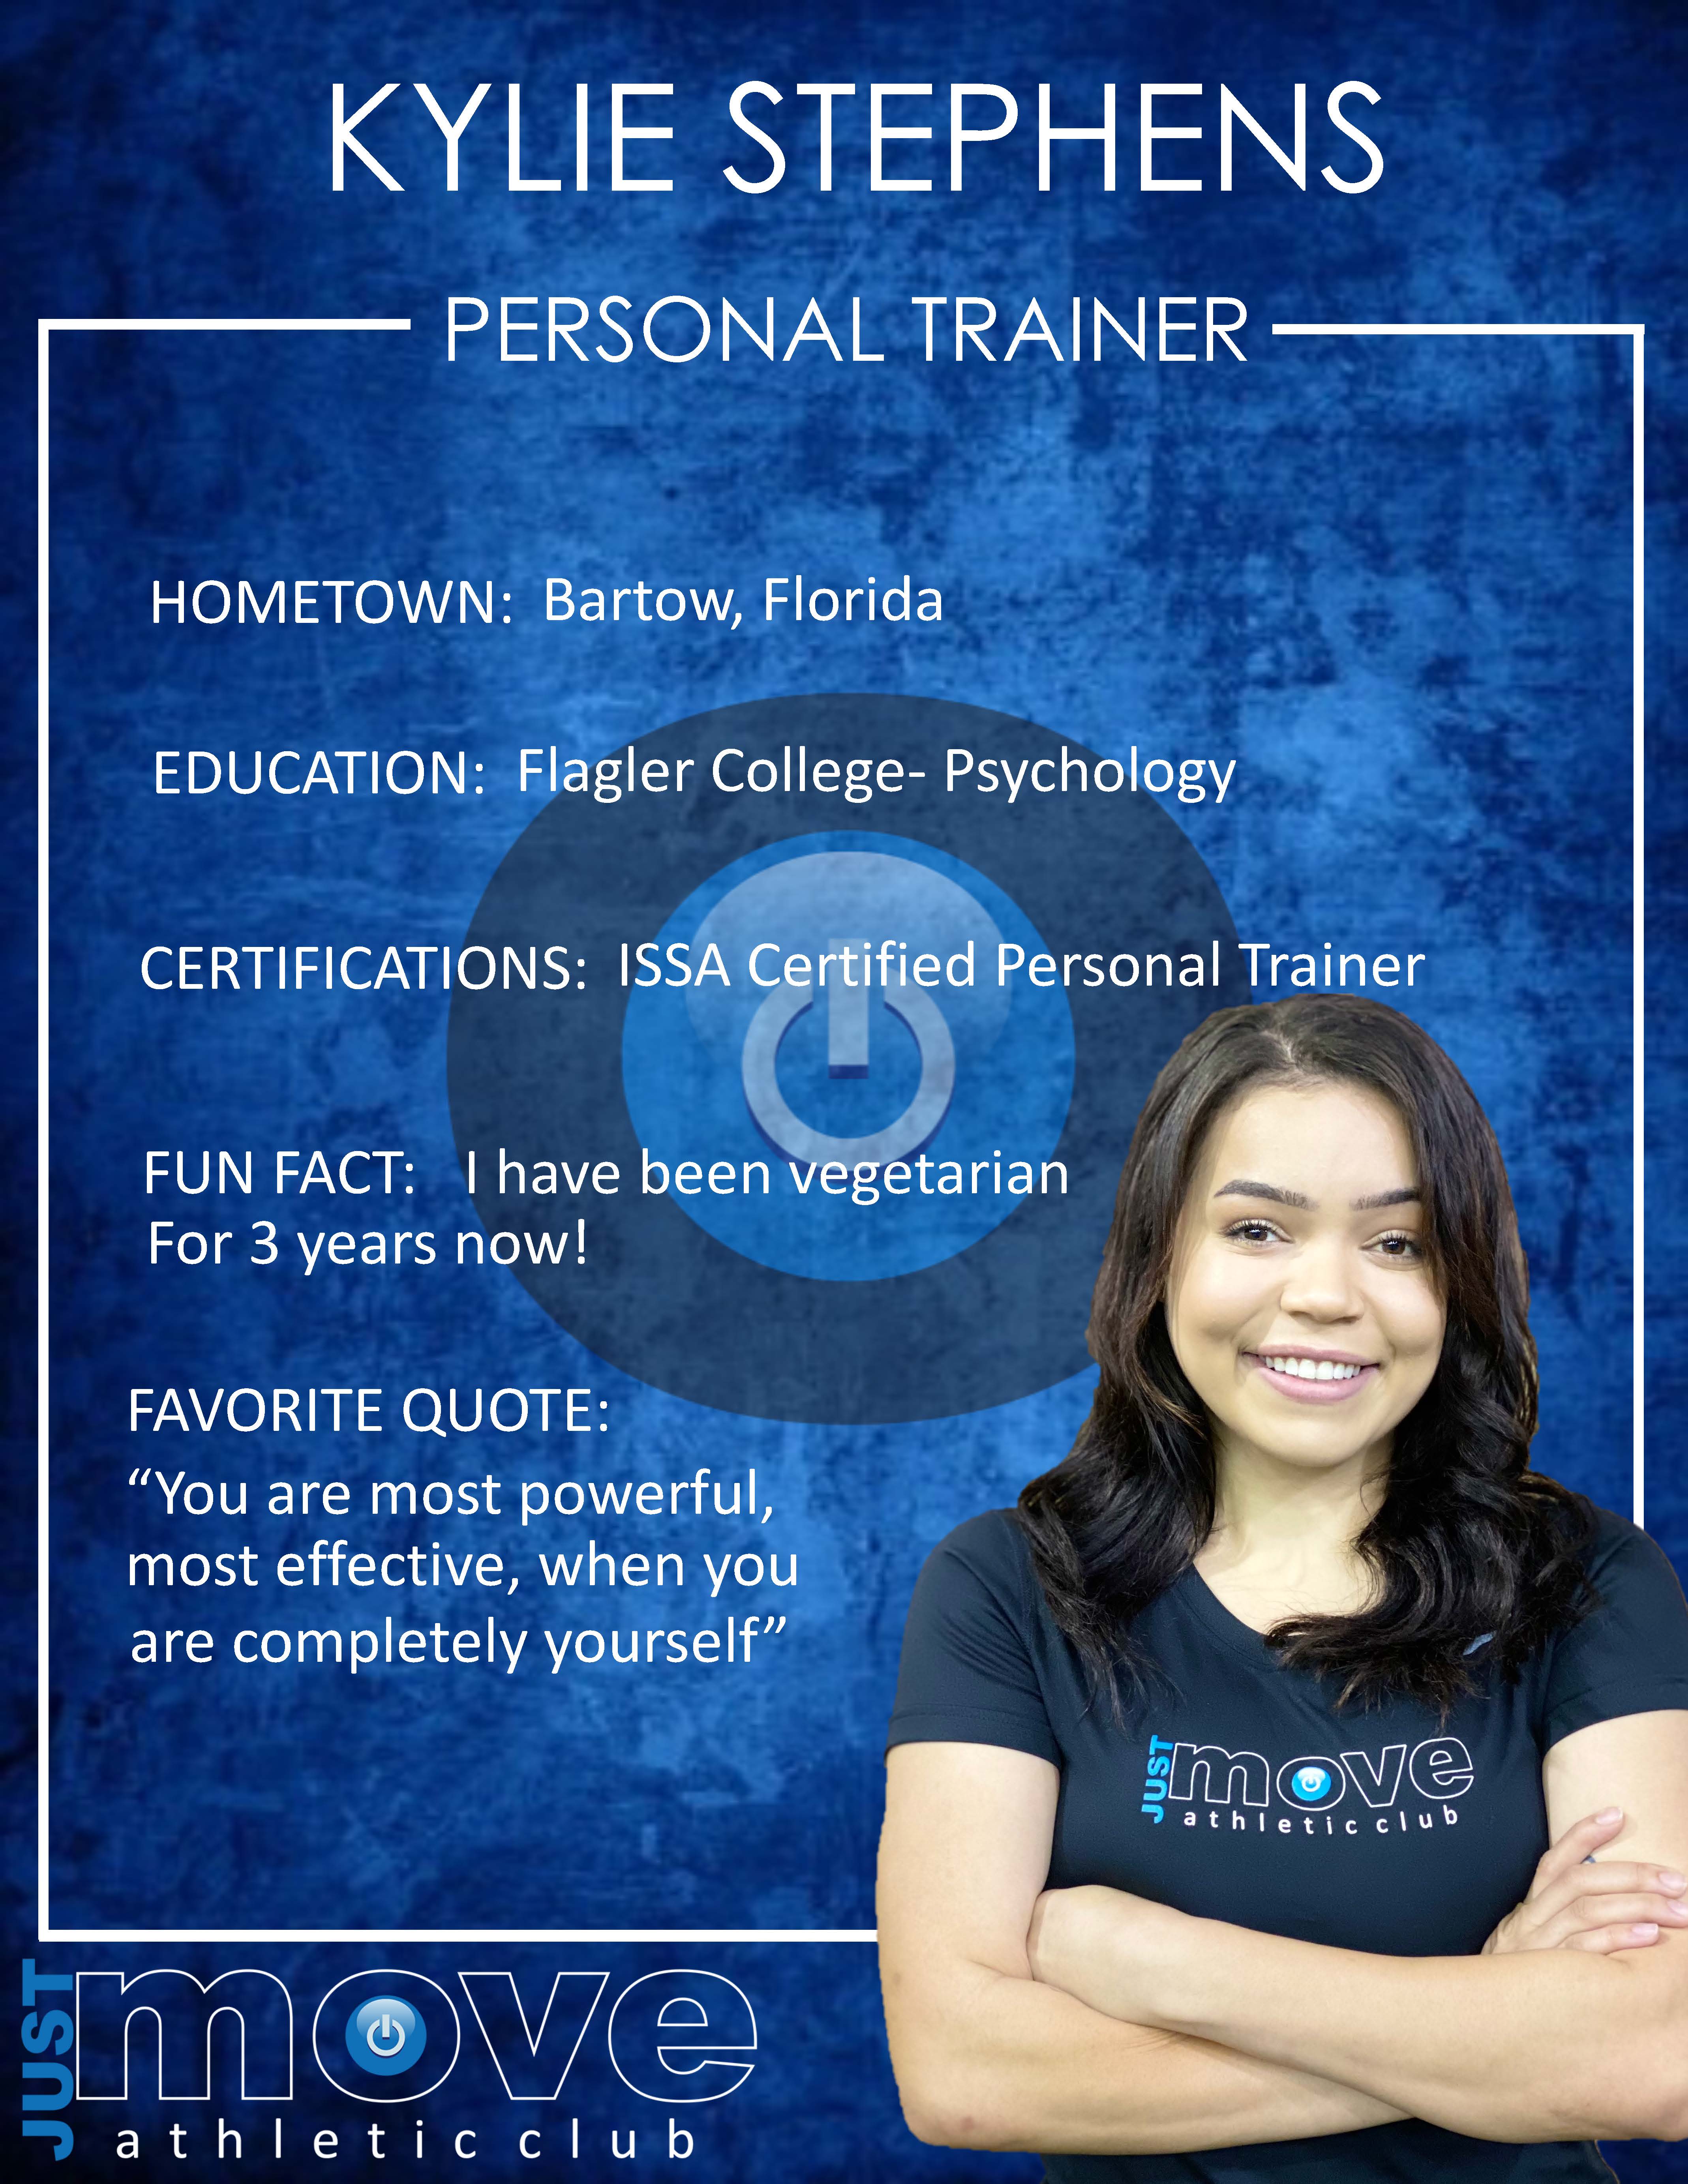 KYLIE STEPHENS
PERSONAL TRAINER
HOMETOWN: Bartow, Florida
EDUCATION: Flagler College- Psychology
CERTIFICATIONS: ISSA Certified Personal Trainer
FUN FACT: I have been vegetarian
For 3 years now!
FAVORITE QUOTE:
“You are most powerful,
most effective, when you
are completely yourself”
JUST move
athletic club
JUST move
athletic club